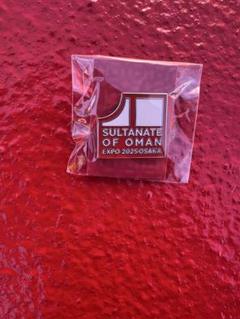 SULTANATE
OF OMAN
EXPO 2025 OSAKA